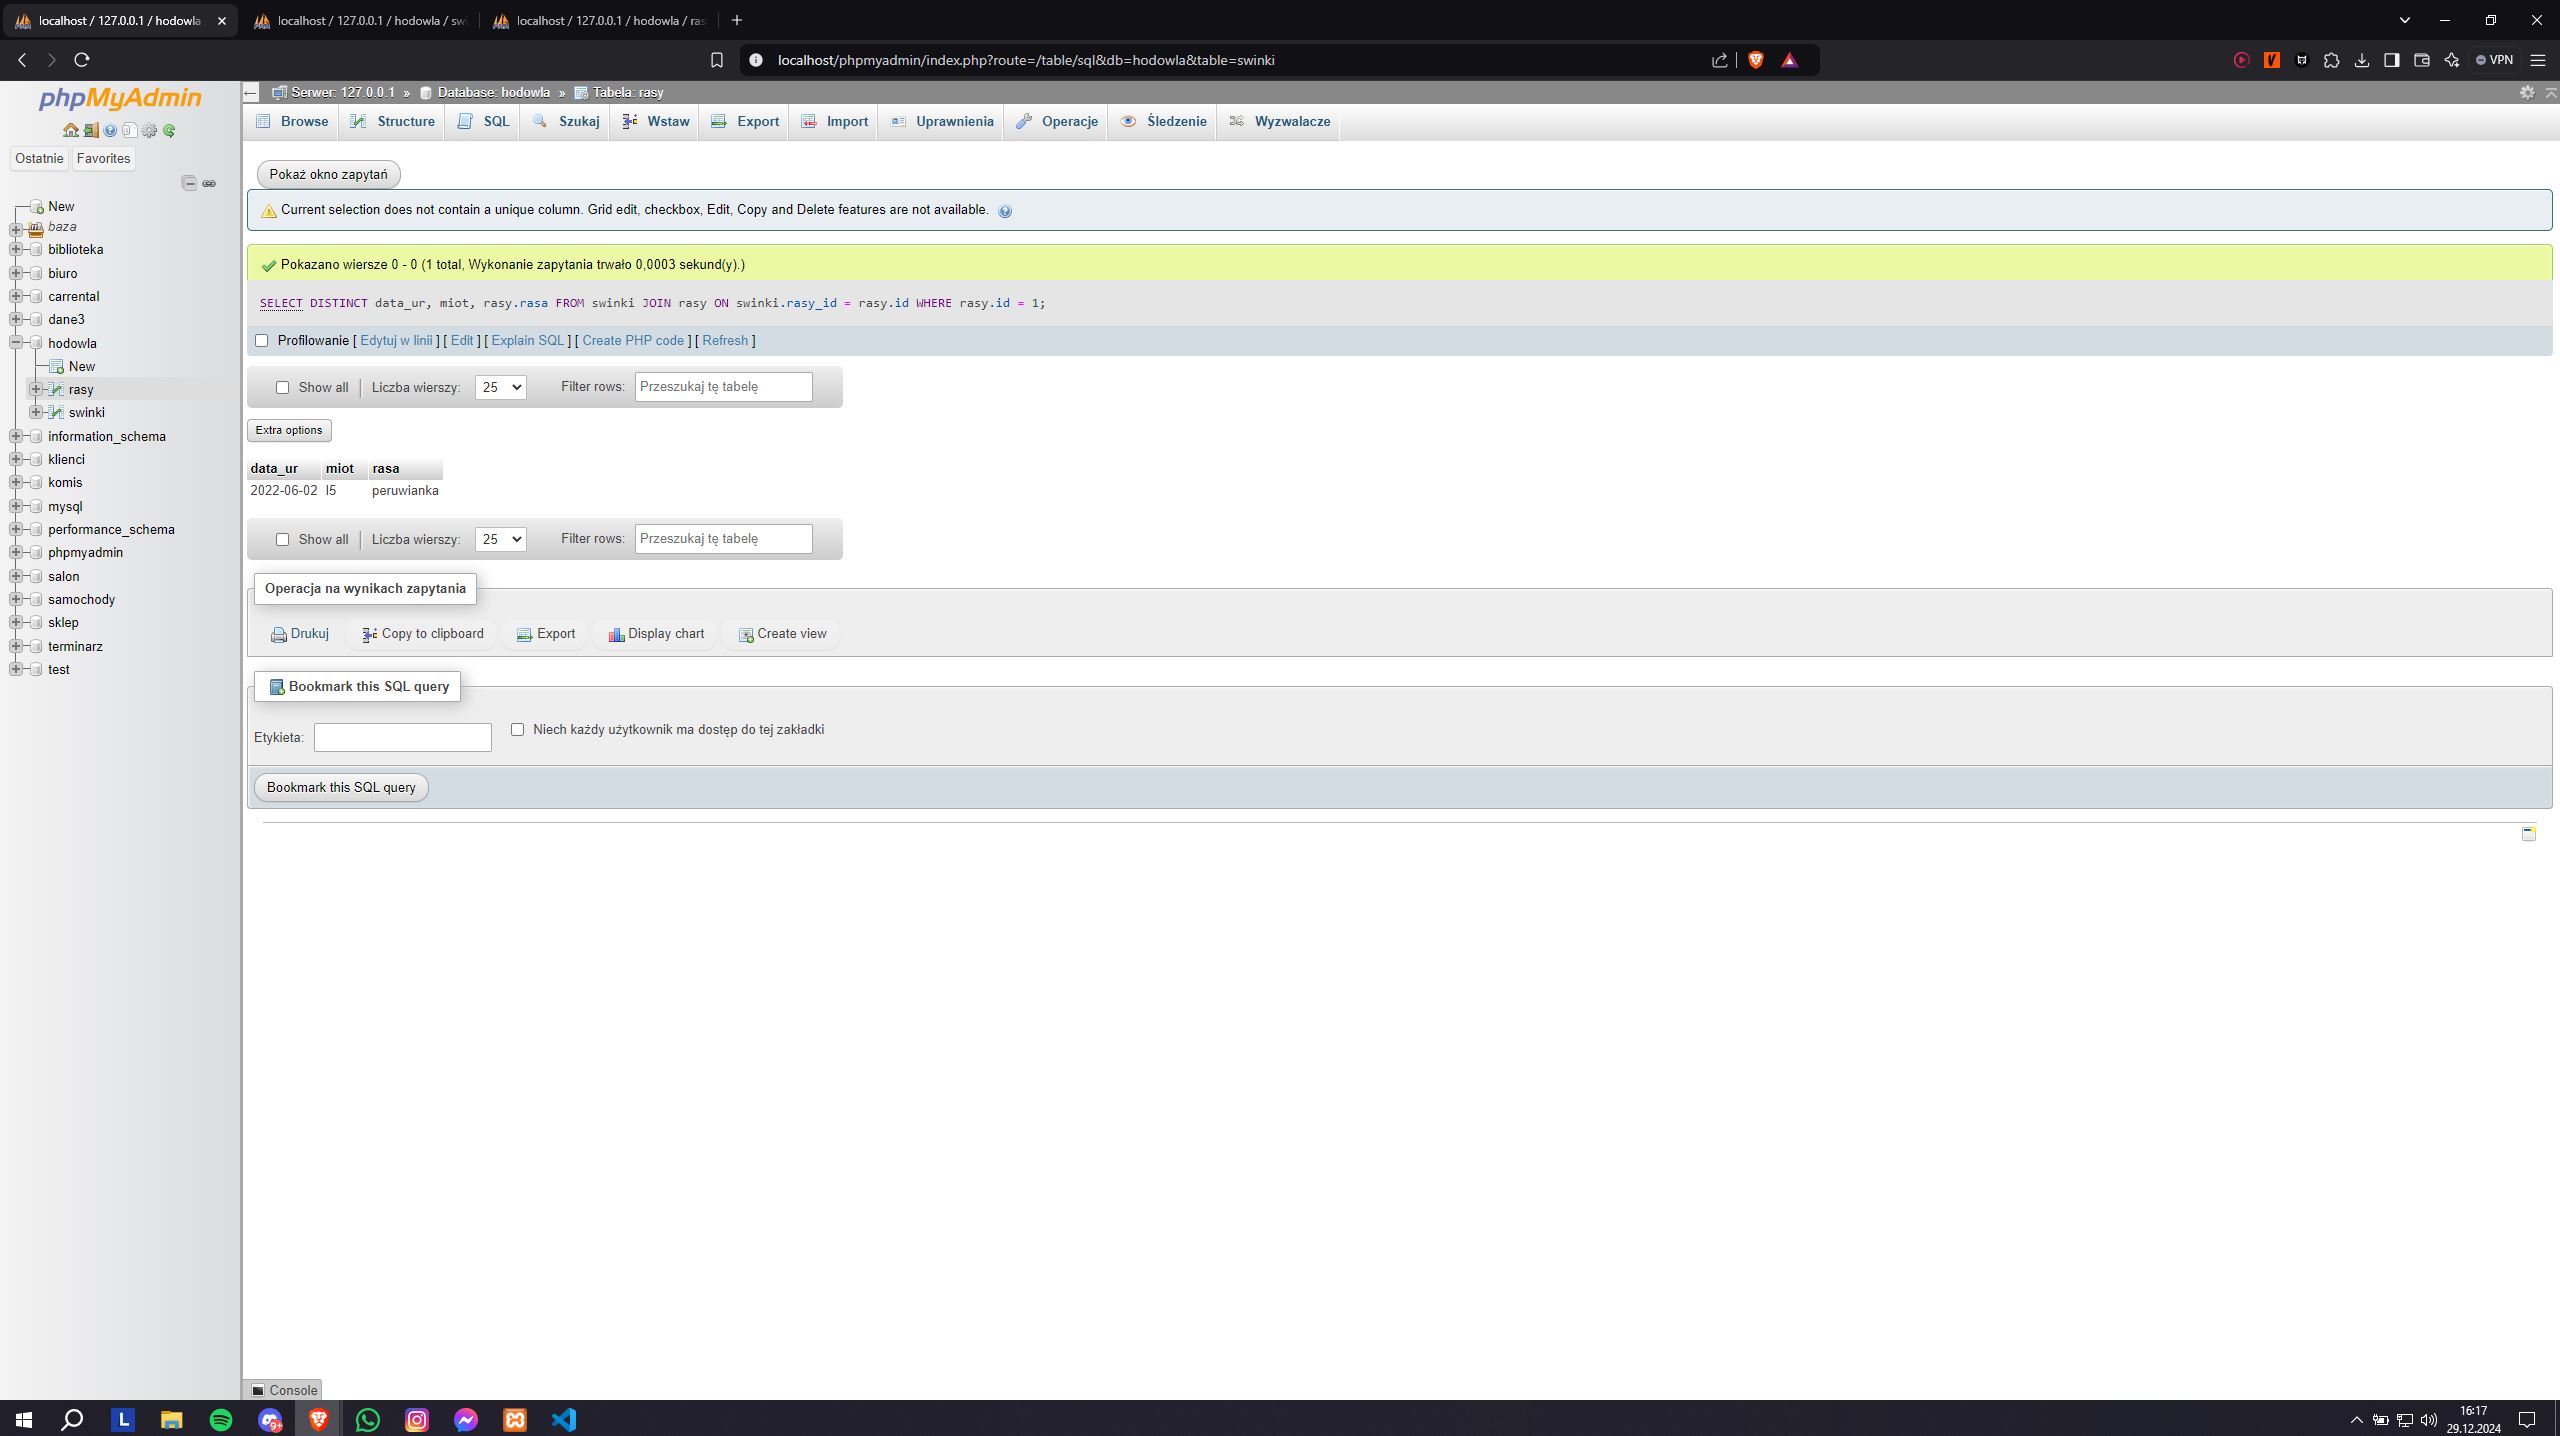 localhost / 127.0.0.1 / hodowla
localhost / 127.0.0.1 / hodowla / swi
localhost / 127.0.0.1 / hodowla / ras
localhost/phpmyadmin/index.php?route=/table/sql&db=hodowla&table=swinki
VPN
phpMyAdmin
Ostatnie Favorites
New
baza
biblioteka
biuro
carrental
dane3
hodowla
New
rasy
swinki
information_schema
klienci
komis
mysql
performance_schema
phpmyadmin
salon
samochody
sklep
terminarz
test
Serwer: 127.0.0.1 » Database: hodowla » Tabela: rasy
Browse Structure SQL Szukaj Wstaw Export Import Uprawnienia Operacje Śledzenie Wyzwalacze
Pokaż okno zapytań
Current selection does not contain a unique column. Grid edit, checkbox, Edit, Copy and Delete features are not available.
Pokazano wiersze 0 - 0 (1 total, Wykonanie zapytania trwało 0,0003 sekund(y).)
SELECT DISTINCT data_ur, miot, rasy.rasa FROM swinki JOIN rasy ON swinki.rasy_id = rasy.id WHERE rasy.id = 1;
Profilowanie [ Edytuj w linii ] [ Edit ] [ Explain SQL ] [ Create PHP code ] [ Refresh ]
Show all | Liczba wierszy: 25 Filter rows: Przeszukaj tę tabelę
Extra options
data_ur miot rasa
2022-06-02 I5 peruwianka
Show all | Liczba wierszy: 25 Filter rows: Przeszukaj tę tabelę
Operacja na wynikach zapytania
Drukuj Copy to clipboard Export Display chart Create view
Bookmark this SQL query
Etykieta: Niech każdy użytkownik ma dostęp do tej zakładki
Bookmark this SQL query
Console
L
9+
16:17
29.12.2024